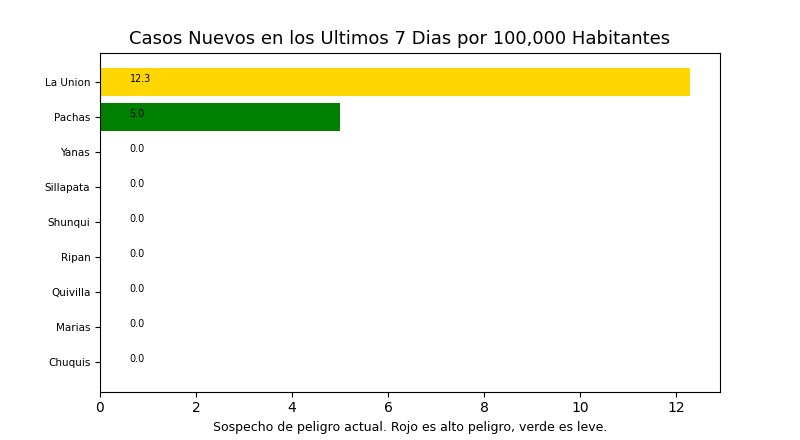 Casos Nuevos en los Ultimos 7 Dias por 100,000 Habitantes
La Union 12.3
Pachas 5.0
Yanas 0.0
Sillapata 0.0
Shunqui 0.0
Ripan 0.0
Quivilla 0.0
Marias 0.0
Chuquis 0.0
0 2 4 6 8 10 12
Sospecho de peligro actual. Rojo es alto peligro, verde es leve.